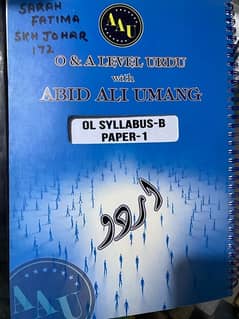 SARAH
FATIMA
SKH JOHAR
172
AAU
O & A LEVEL URDU
with
ABID ALI UMANG
OL SYLLABUS-B
PAPER-1
اردو
AAU